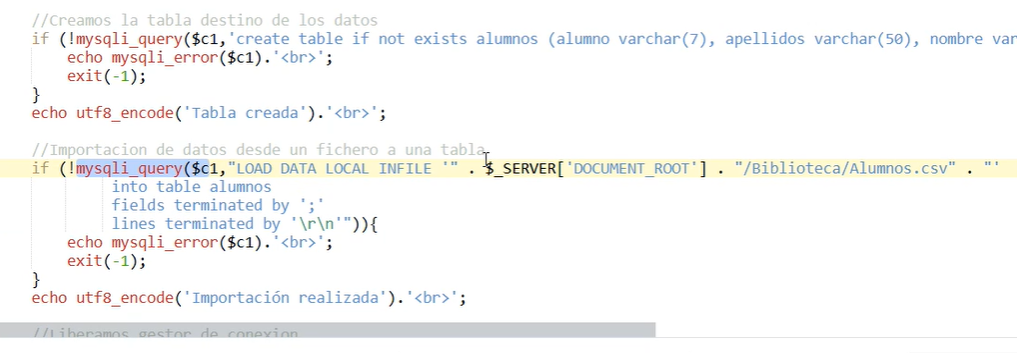 //Creamos la tabla destino de los datos
if (!mysqli_query($c1,'create table if not exists alumnos (alumno varchar(7), apellidos varchar(50), nombre var
echo mysqli_error($c1).'<br>';
exit(-1);
}
echo utf8_encode('Tabla creada').'<br>';
//Importacion de datos desde un fichero a una tabla
if (!mysqli_query($c1,"LOAD DATA LOCAL INFILE '" . $_SERVER['DOCUMENT_ROOT'] . "/Biblioteca/Alumnos.csv" . "'
into table alumnos
fields terminated by ';'
lines terminated by '\r\n'")){
echo mysqli_error($c1).'<br>';
exit(-1);
}
echo utf8_encode('Importación realizada').'<br>';
//Liberamos gestor de conexion